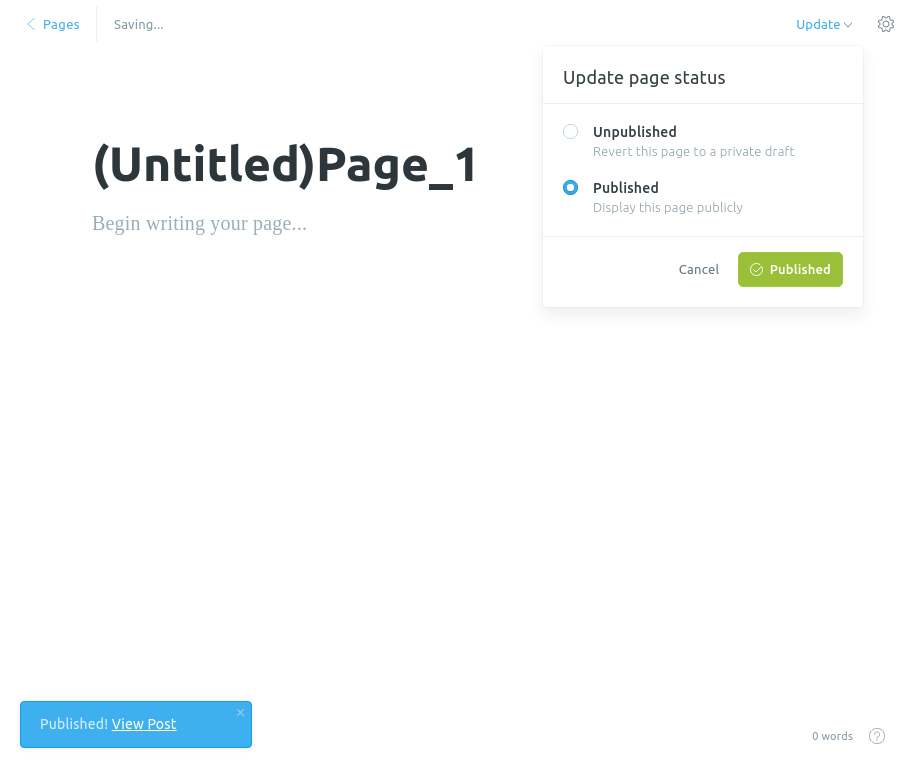 Pages
Saving...
Update
Update page status
Unpublished
Revert this page to a private draft
Published
Display this page publicly
Cancel
Published
(Untitled)Page_1
Begin writing your page...
Published! View Post
0 words
?